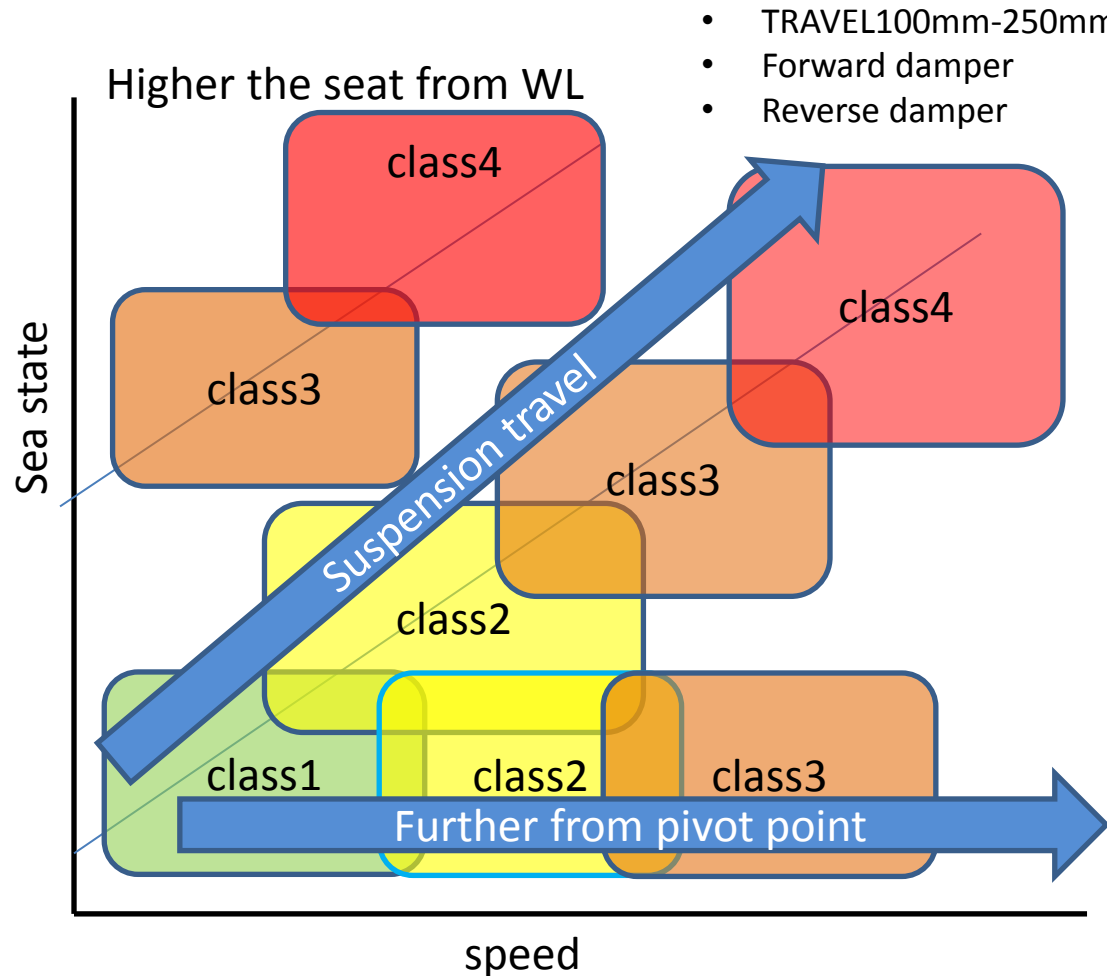 • TRAVEL100mm-250mm
• Forward damper
• Reverse damper
Higher the seat from WL
class4
class4
class3
Suspension travel
class3
class2
class1
class2
class3
Further from pivot point
Sea state
speed